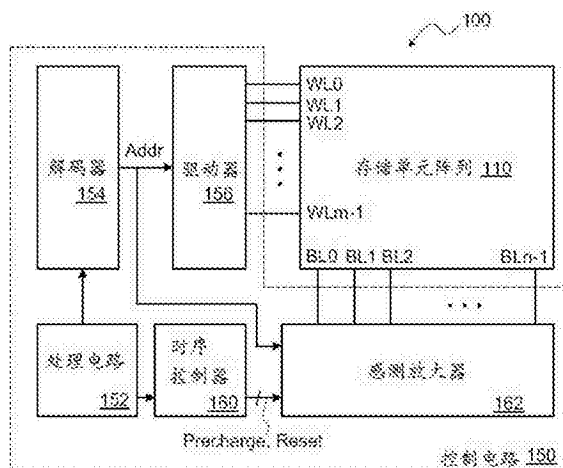 100
WL0
WL1
WL2
WLm-1
解码器
154
Addr
驱动器
156
存储单元阵列 110
BL0 BL1 BL2 BLn-1
处理电路
152
时序
控制器
160
Precharge, Reset
感测放大器
162
控制电路 150